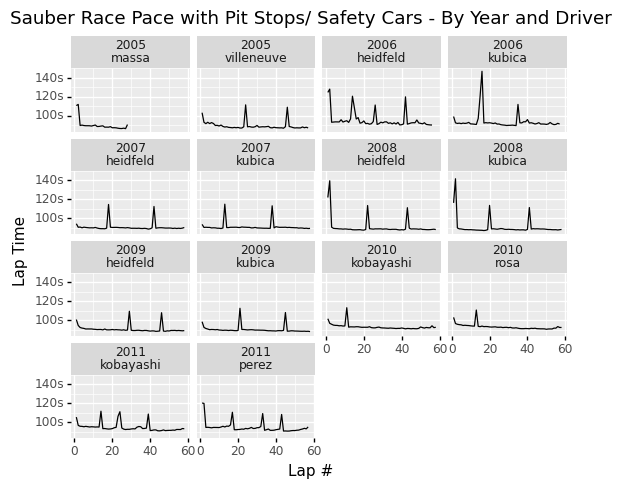 Sauber Race Pace with Pit Stops/ Safety Cars - By Year and Driver
2005 2005 2006 2006
massa villeneuve heidfeld kubica
140s
120s
100s
2007 2007 2008 2008
heidfeld kubica heidfeld kubica
140s
120s
100s
2009 2009 2010 2010
heidfeld kubica kobayashi rosa
140s
120s
100s
0 20 40 60 0 20 40 60
2011 2011
kobayashi perez
140s
120s
100s
0 20 40 60 0 20 40 60
Lap Time
Lap #